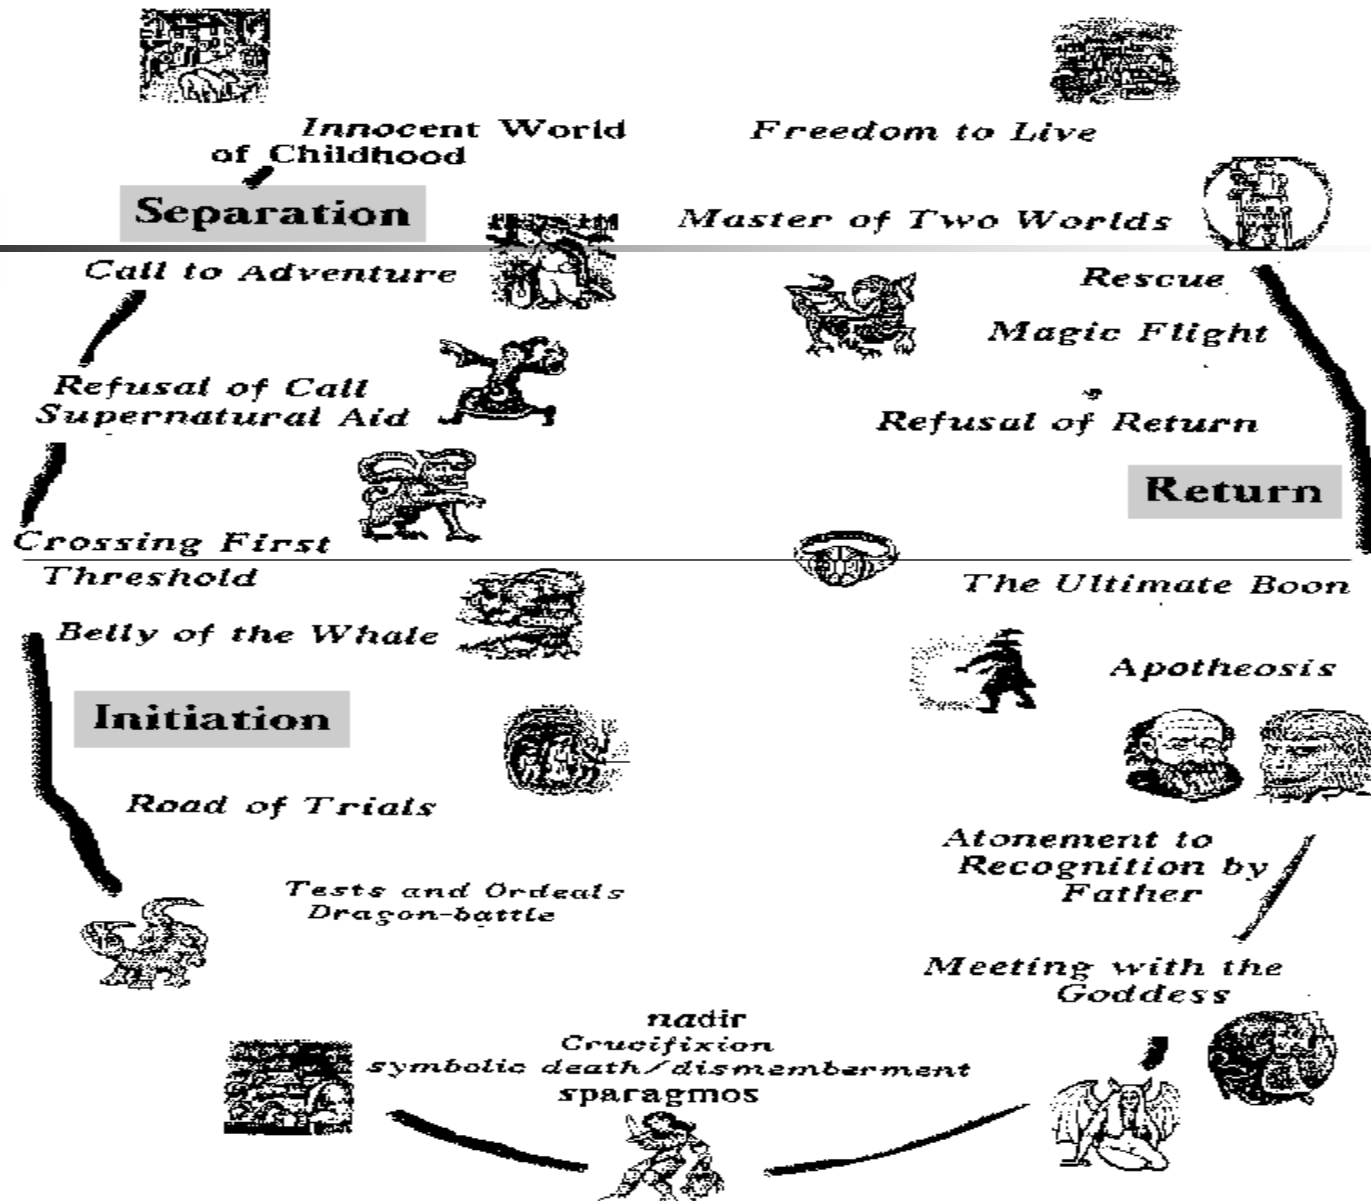 Innocent World
of Childhood
Separation
Call to Adventure
Refusal of Call
Supernatural Aid
Crossing First
Threshold
Belly of the Whale
Initiation
Road of Trials
Tests and Ordeals
Dragon-battle
nadir
Crucifixion
symbolic death/dismemberment
sparagmos
Meeting with the
Goddess
Atonement to
Recognition by
Father
Apotheosis
The Ultimate Boon
Return
Refusal of Return
Magic Flight
Rescue
Master of Two Worlds
Freedom to Live